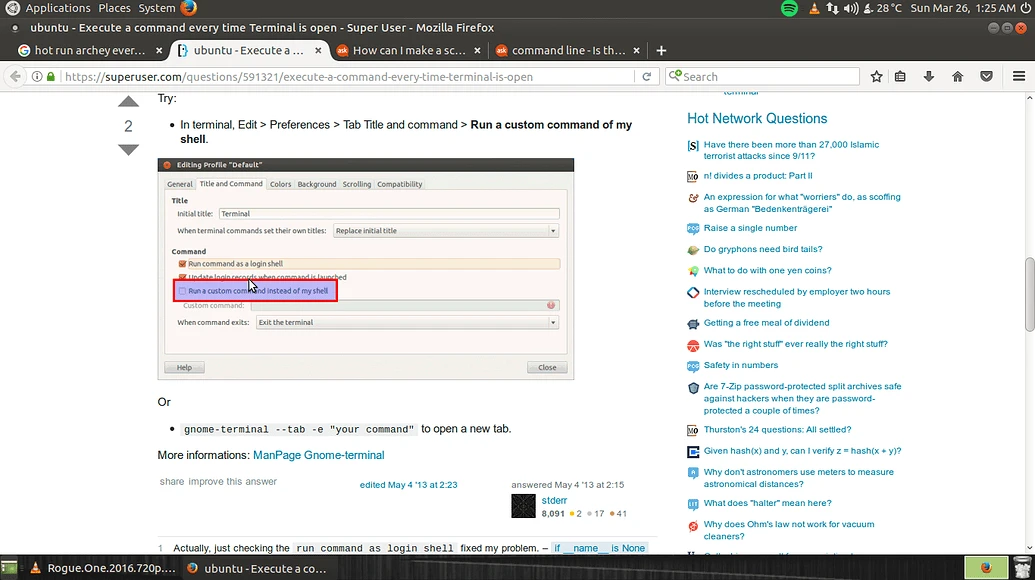 Applications Places System
28 °C Sun Mar 26, 1:25 AM
ubuntu - Execute a command every time Terminal is open - Super User - Mozilla Firefox
hot run archey ever... ×
ubuntu - Execute a ... ×
How can I make a sc... ×
command line - Is th... ×
https://superuser.com/questions/591321/execute-a-command-every-time-terminal-is-open
Search
Try:
2
• In terminal, Edit > Preferences > Tab Title and command > Run a custom command of my
shell.
Editing Profile "Default"
General Title and Command Colors Background Scrolling Compatibility
Title
Initial title: Terminal
When terminal commands set their own titles: Replace initial title
Command
Run command as a login shell
Update login records when command is launched
Run a custom command instead of my shell
Custom command:
When command exits: Exit the terminal
Help Close
Or
• gnome-terminal --tab -e "your command" to open a new tab.
More informations: ManPage Gnome-terminal
share improve this answer
edited May 4 '13 at 2:23
answered May 4 '13 at 2:15
stderr
8,091 ●2 ●17 ●41
1 Actually, just checking the run command as login shell fixed my problem. – if __name__ is None
terminal
Hot Network Questions
Have there been more than 27,000 Islamic
terrorist attacks since 9/11?
n! divides a product: Part II
An expression for what "worriers" do, as scoffing
as German "Bedenkenträgerei"
Raise a single number
Do gryphons need bird tails?
What to do with one yen coins?
Interview rescheduled by employer two hours
before the meeting
Getting a free meal of donated
Was "the right stuff" ever really the right stuff?
Safety in numbers
Are 7-Zip password-protected split archives safe
against hackers when they are password-
protected a couple of times?
Thurston's 24 questions: All settled?
Given hash(x) and y, can I verify z = hash(x + y)?
Why don't astronomers use meters to measure
astronomical distances?
What does "halter" mean here?
Why does Ohm's law not work for vacuum
cleaners?
Rogue.One.2016.720p....
ubuntu - Execute a co...